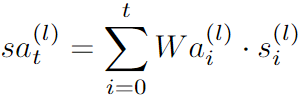 $sa_t^{(l)} = \sum_{i=0}^{t} Wa_i^{(l)} \cdot s_i^{(l)}$